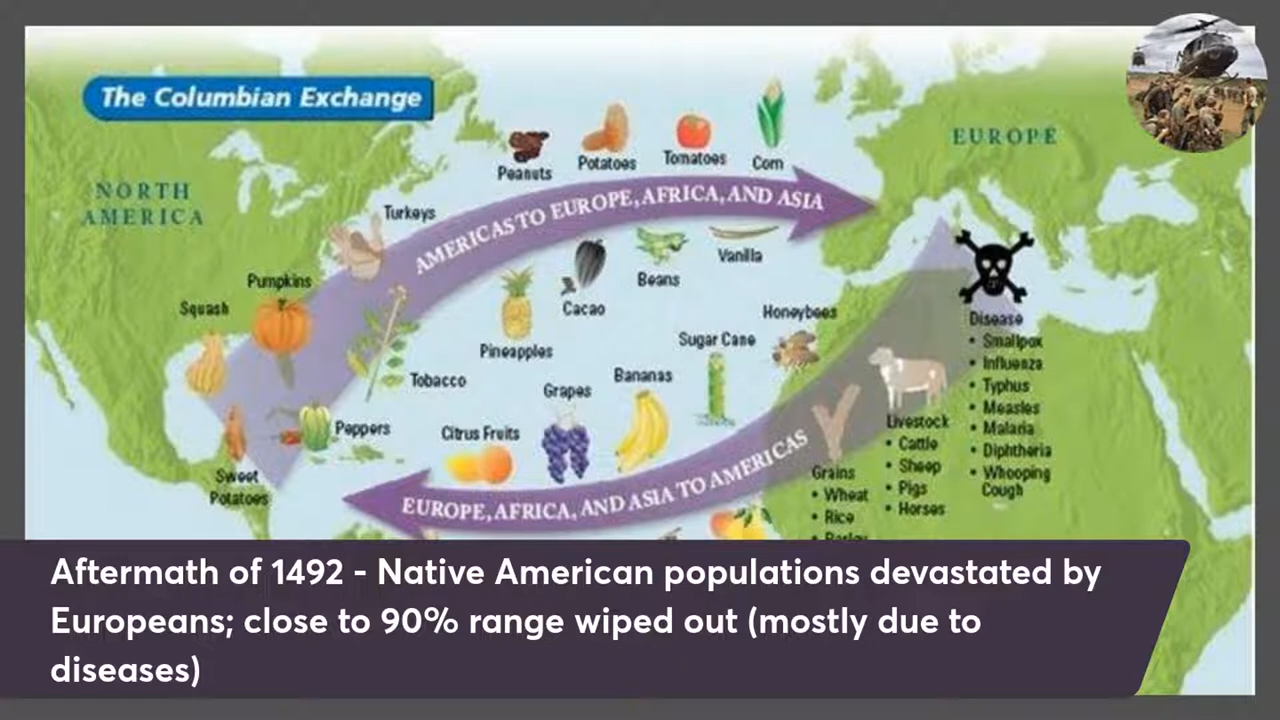 The Columbian Exchange
EUROPE
NORTH
AMERICA
Peanuts
Potatoes
Tomatoes
Corn
Turkeys
AMERICAS TO EUROPE, AFRICA, AND ASIA
Pumpkins
Squash
Cacao
Beans
Vanilla
Pineapples
Honeybees
Sugar Cane
Tobacco
Grapes
Bananas
Peppers
Citrus Fruits
Sweet
Potatoes
EUROPE, AFRICA, AND ASIA TO AMERICAS
Disease
• Smallpox
• Influenza
• Typhus
• Measles
• Malaria
• Diphtheria
• Whooping
Cough
Livestock
• Cattle
• Sheep
• Pigs
• Horses
Grains
• Wheat
• Rice
• Barley
Aftermath of 1492 - Native American populations devastated by
Europeans; close to 90% range wiped out (mostly due to
diseases)